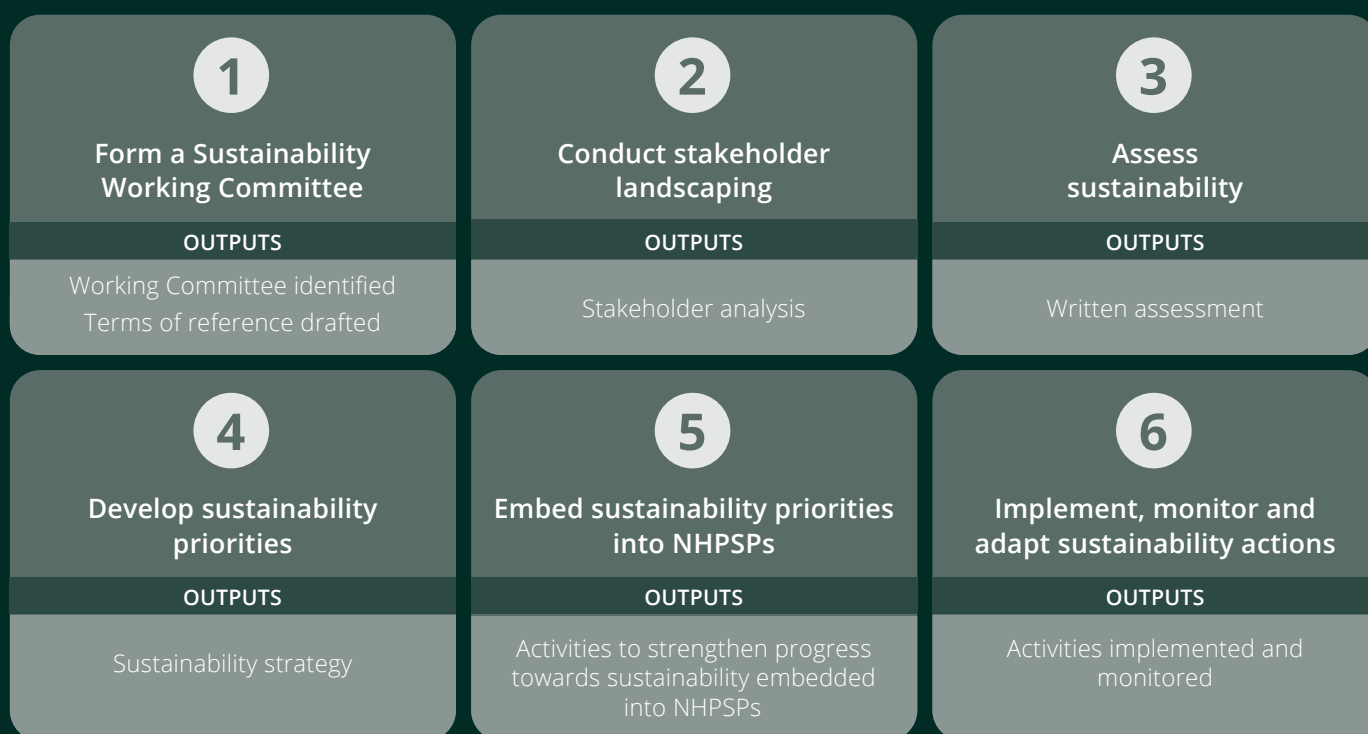 1
Form a Sustainability
Working Committee
OUTPUTS
Working Committee identified
Terms of reference drafted
2
Conduct stakeholder
landscaping
OUTPUTS
Stakeholder analysis
3
Assess
sustainability
OUTPUTS
Written assessment
4
Develop sustainability
priorities
OUTPUTS
Sustainability strategy
5
Embed sustainability priorities
into NHPSPs
OUTPUTS
Activities to strengthen progress
towards sustainability embedded
into NHPSPs
6
Implement, monitor and
adapt sustainability actions
OUTPUTS
Activities implemented and
monitored